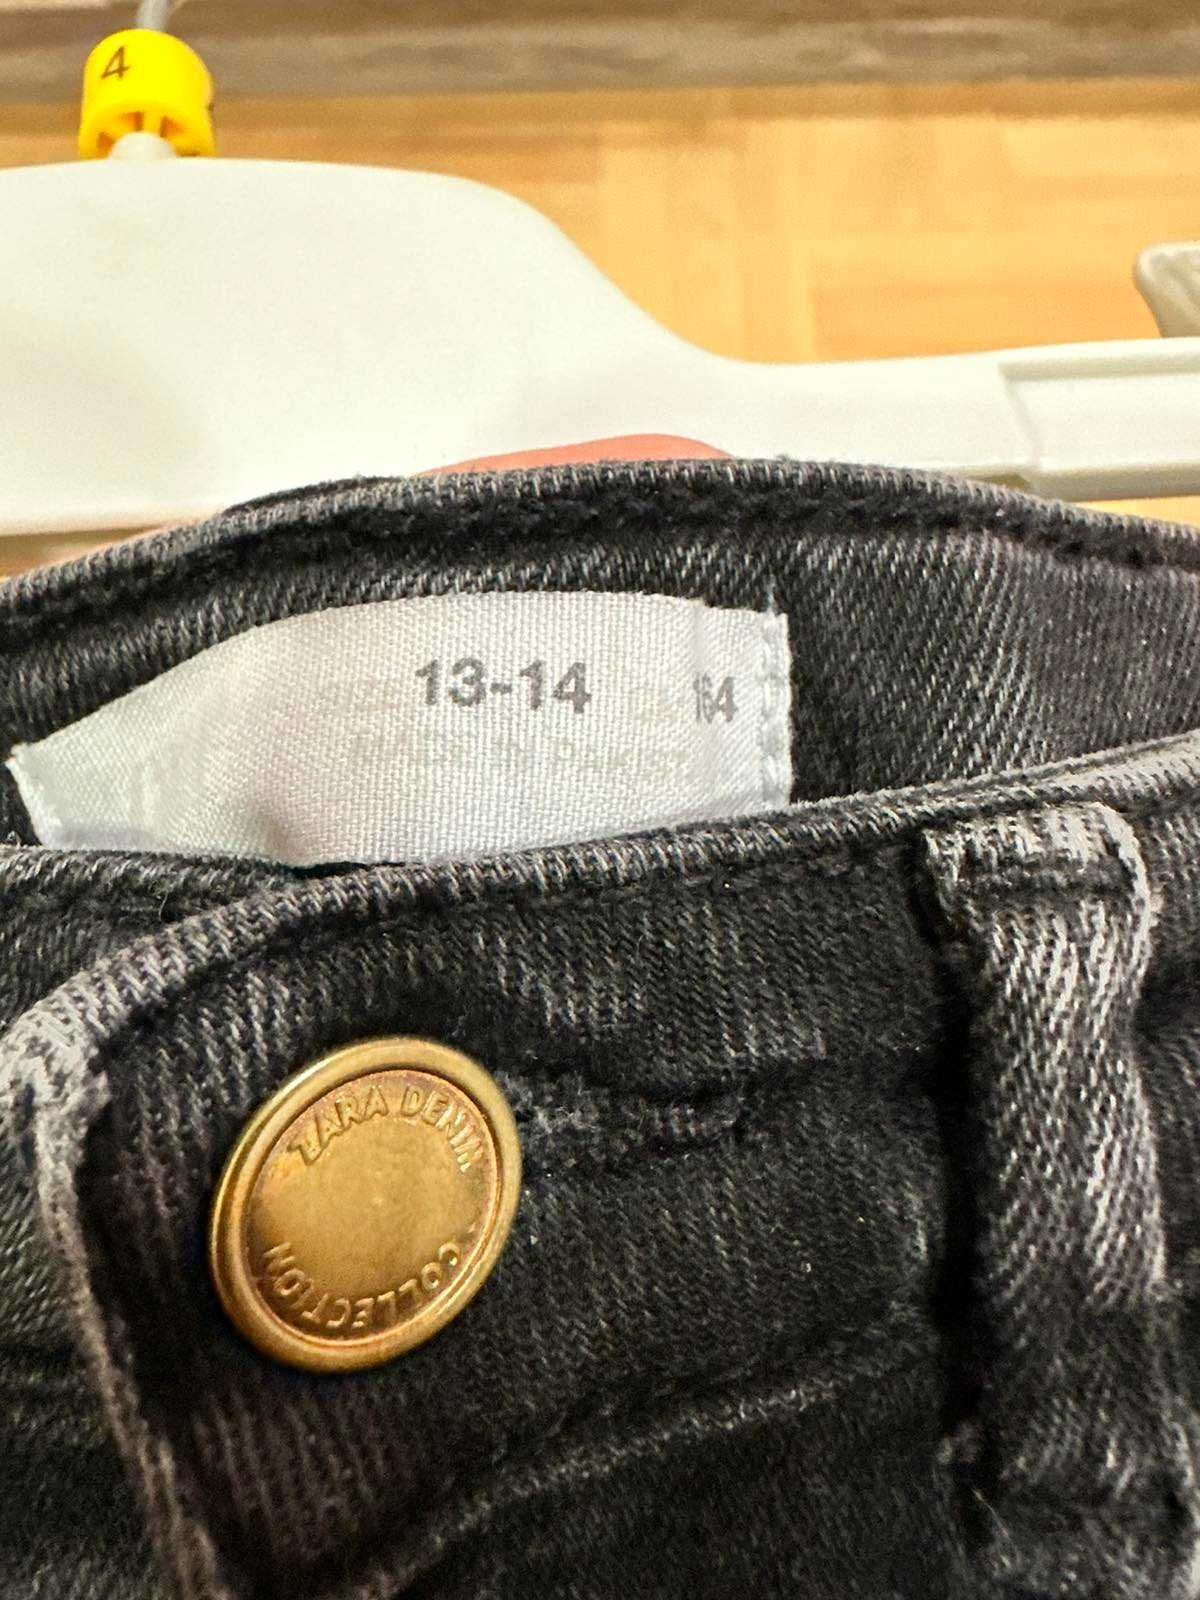 4
13-14 164
ZARA DENIM
COLLECTION